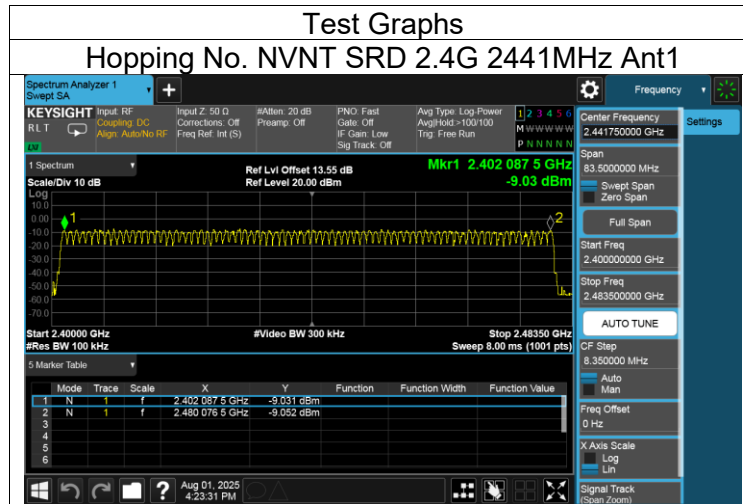 Test Graphs
Hopping No. NVNT SRD 2.4G 2441MHz Ant1
Spectrum Analyzer 1
Swept SA
+
Frequency
KEYSIGHT
RLT
LXI
Input: RF
Coupling: DC
Align: Auto/No RF
Input Z: 50 Ω
Corrections: Off
Freq Ref: Int (S)
#Atten: 20 dB
Preamp: Off
PNO: Fast
Gate: Off
IF Gain: Low
Sig Track: Off
Avg Type: Log-Power
Avg|Hold:>100/100
Trig: Free Run
1 2 3 4 5 6
M W W W W W
P N N N N N
Center Frequency
2.441750000 GHz
Settings
Span
83.5000000 MHz
Swept Span
Zero Span
Full Span
Start Freq
2.400000000 GHz
Stop Freq
2.483500000 GHz
AUTO TUNE
CF Step
8.350000 MHz
Auto
Man
Freq Offset
0 Hz
X Axis Scale
Log
Lin
Signal Track
(Span Zoom)
1 Spectrum
Scale/Div 10 dB
Ref Lvl Offset 13.55 dB
Ref Level 20.00 dBm
Mkr1 2.402 087 5 GHz
-9.03 dBm
Log
10.0
0.00
-10.0
-20.0
-30.0
-40.0
-50.0
-60.0
-70.0
1
2
Start 2.40000 GHz
#Res BW 100 kHz
#Video BW 300 kHz
Stop 2.48350 GHz
Sweep 8.00 ms (1001 pts)
5 Marker Table
Mode Trace Scale X Y Function Function Width Function Value
1 N 1 f 2.402 087 5 GHz -9.031 dBm
2 N 1 f 2.480 076 5 GHz -9.052 dBm
3
4
5
6
?
Aug 01, 2025
4:23:31 PM